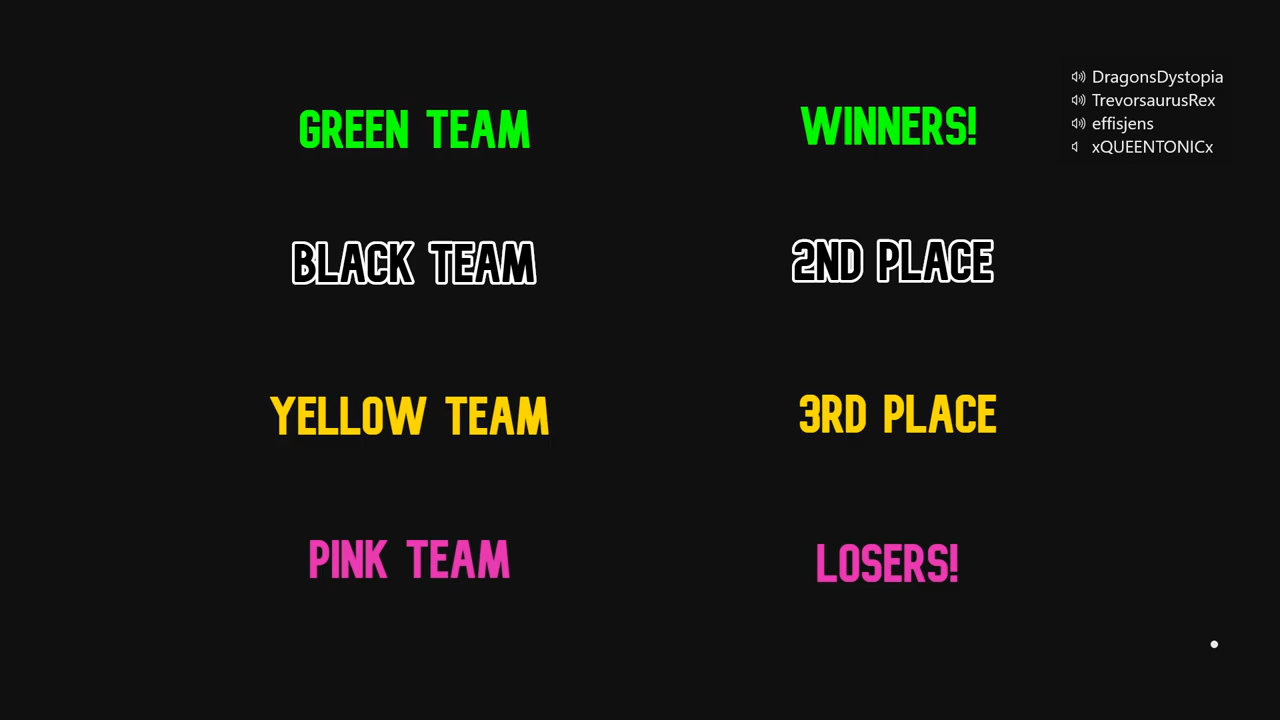 GREEN TEAM WINNERS!
BLACK TEAM 2ND PLACE
YELLOW TEAM 3RD PLACE
PINK TEAM LOSERS!
DragonsDystopia
TrevorsaurusRex
effisjens
xQUEENTONICx